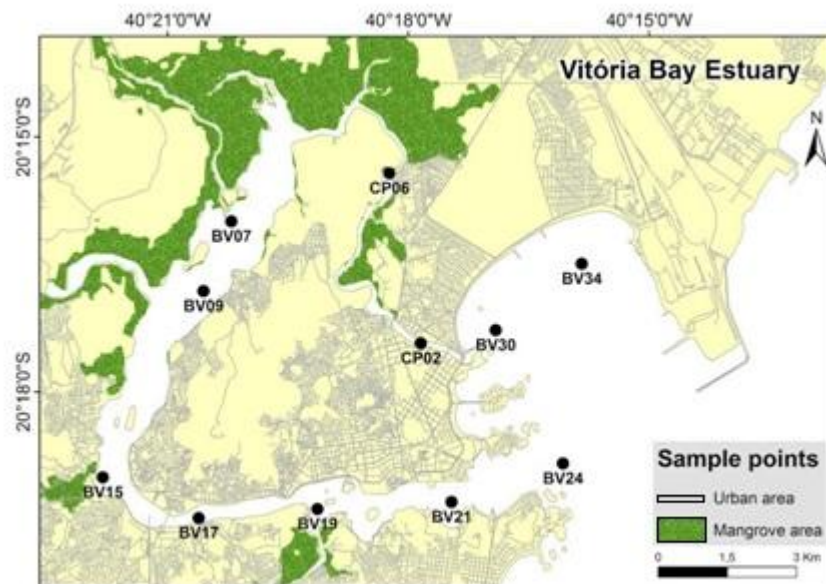 40°21'0"W 40°18'0"W 40°15'0"W
Vitória Bay Estuary
N
20°15'0"S
CP06
BV07
BV34
BV09
BV30
CP02
20°18'0"S
Sample points
BV24
BV15
Urban area
BV21
BV19
BV17
Mangrove area
0 1,5 3 Km